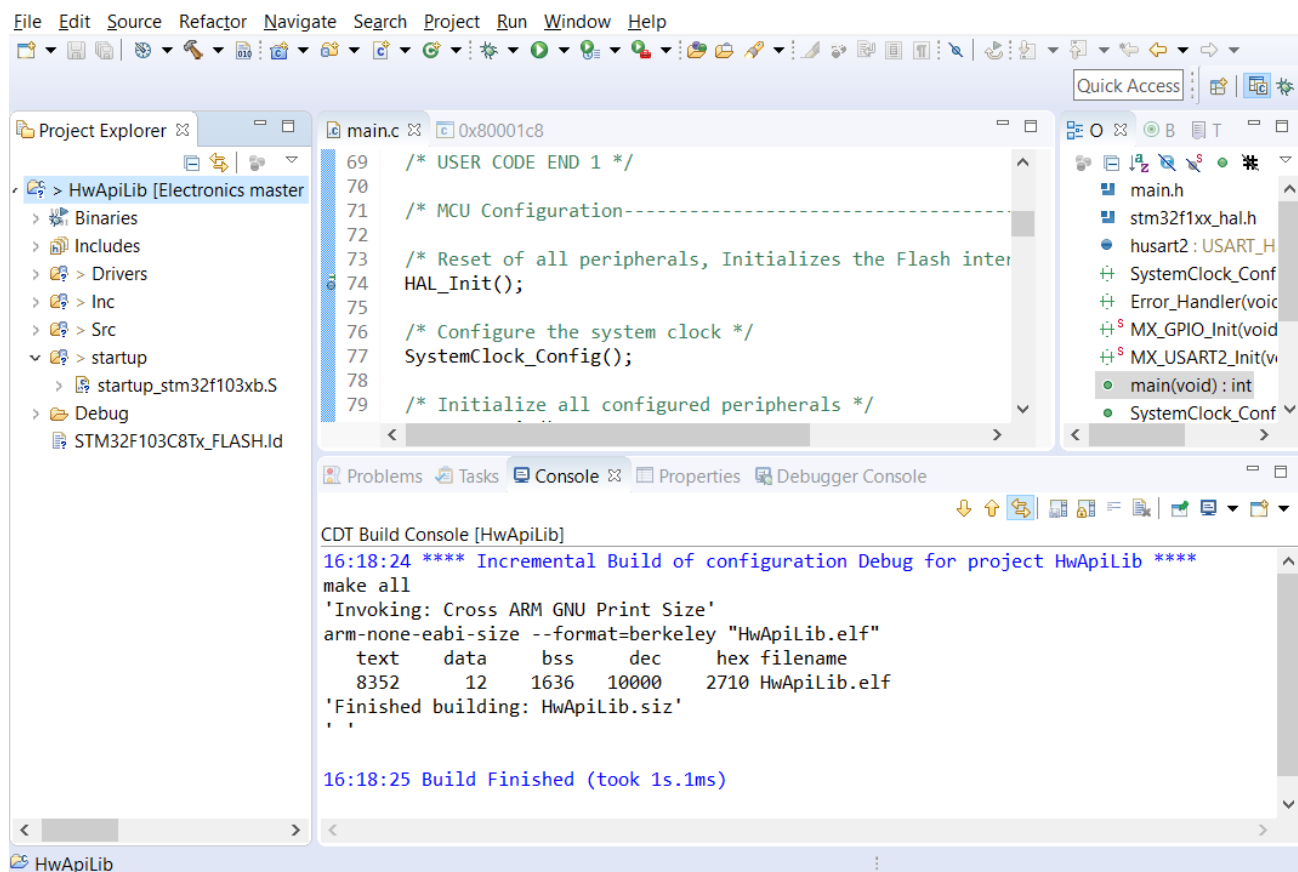 File Edit Source Refactor Navigate Search Project Run Window Help
Quick Access
Project Explorer
> HwApiLib [Electronics master
Binaries
Includes
> Drivers
> Inc
> Src
> startup
startup_stm32f103xb.S
Debug
STM32F103C8Tx_FLASH.ld
main.c 0x80001c8
69 /* USER CODE END 1 */
70
71 /* MCU Configuration-----------------------------------
72
73 /* Reset of all peripherals, Initializes the Flash inter
74 HAL_Init();
75
76 /* Configure the system clock */
77 SystemClock_Config();
78
79 /* Initialize all configured peripherals */
O B T
main.h
stm32f1xx_hal.h
husart2 : USART_H
SystemClock_Conf
Error_Handler(void
MX_GPIO_Init(void
MX_USART2_Init(v
main(void) : int
SystemClock_Conf
Problems Tasks Console Properties Debugger Console
CDT Build Console [HwApiLib]
16:18:24 **** Incremental Build of configuration Debug for project HwApiLib ****
make all
'Invoking: Cross ARM GNU Print Size'
arm-none-eabi-size --format=berkeley "HwApiLib.elf"
text data bss dec hex filename
8352 12 1636 10000 2710 HwApiLib.elf
'Finished building: HwApiLib.siz'
' '
16:18:25 Build Finished (took 1s.1ms)
HwApiLib